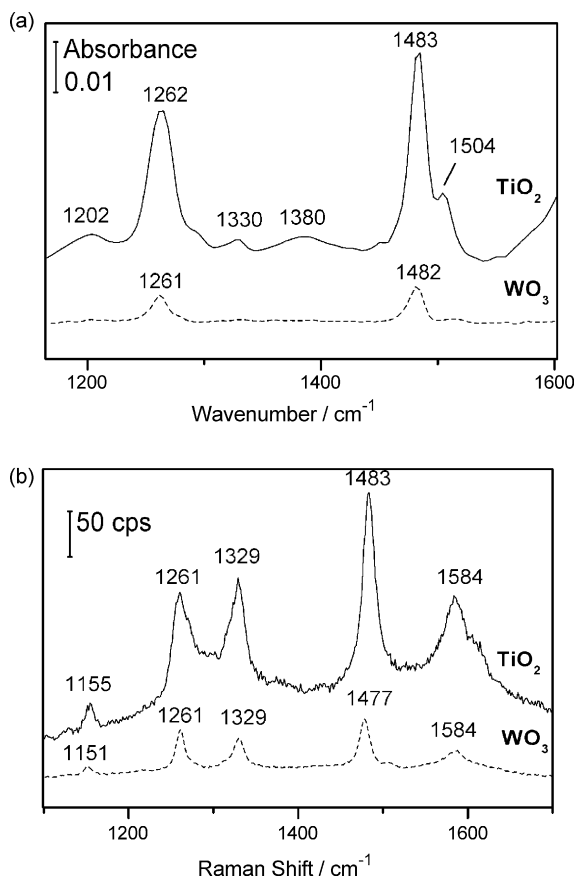 (a)
Absorbance
0.01
1483
1262
1504
TiO₂
1202
1330
1380
1261
1482
WO₃
1200
1400
1600
Wavenumber / cm⁻¹
(b)
1483
50 cps
1261
1329
1584
TiO₂
1155
1477
WO₃
1261
1329
1584
1151
1200
1400
1600
Raman Shift / cm⁻¹